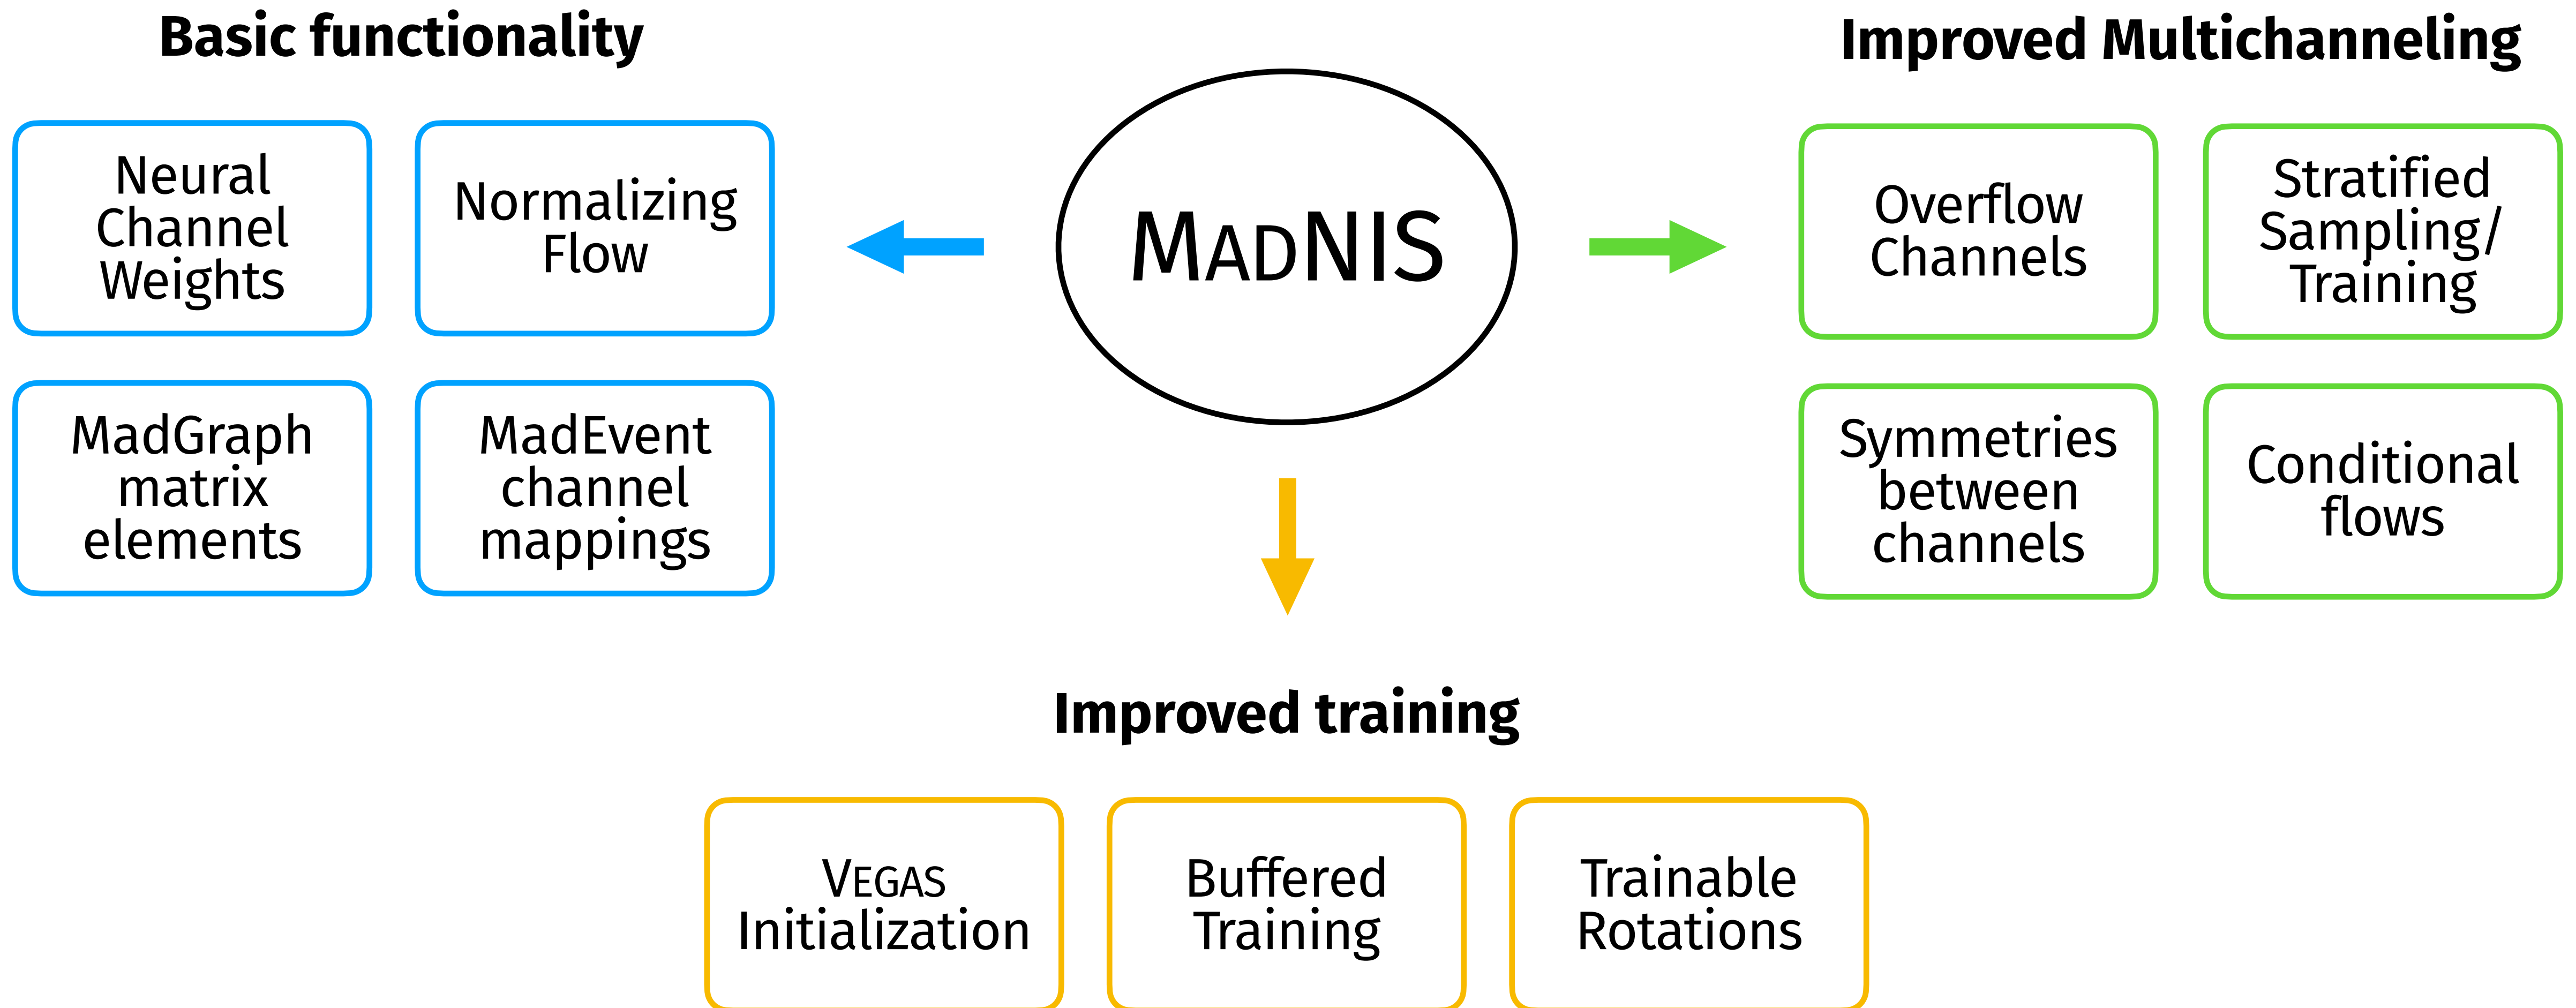 Basic functionality
Neural
Channel
Weights
Normalizing
Flow
MadGraph
matrix
elements
MadEvent
channel
mappings
MADNIS
Improved Multichanneling
Overflow
Channels
Stratified
Sampling/
Training
Symmetries
between
channels
Conditional
flows
Improved training
VEGAS
Initialization
Buffered
Training
Trainable
Rotations